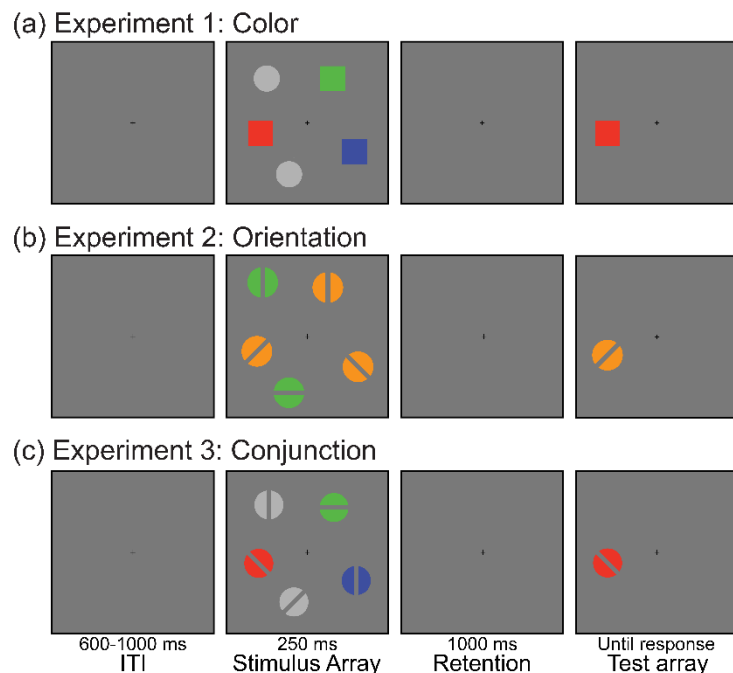 (a) Experiment 1: Color
(b) Experiment 2: Orientation
(c) Experiment 3: Conjunction
600-1000 ms
ITI
250 ms
Stimulus Array
1000 ms
Retention
Until response
Test array